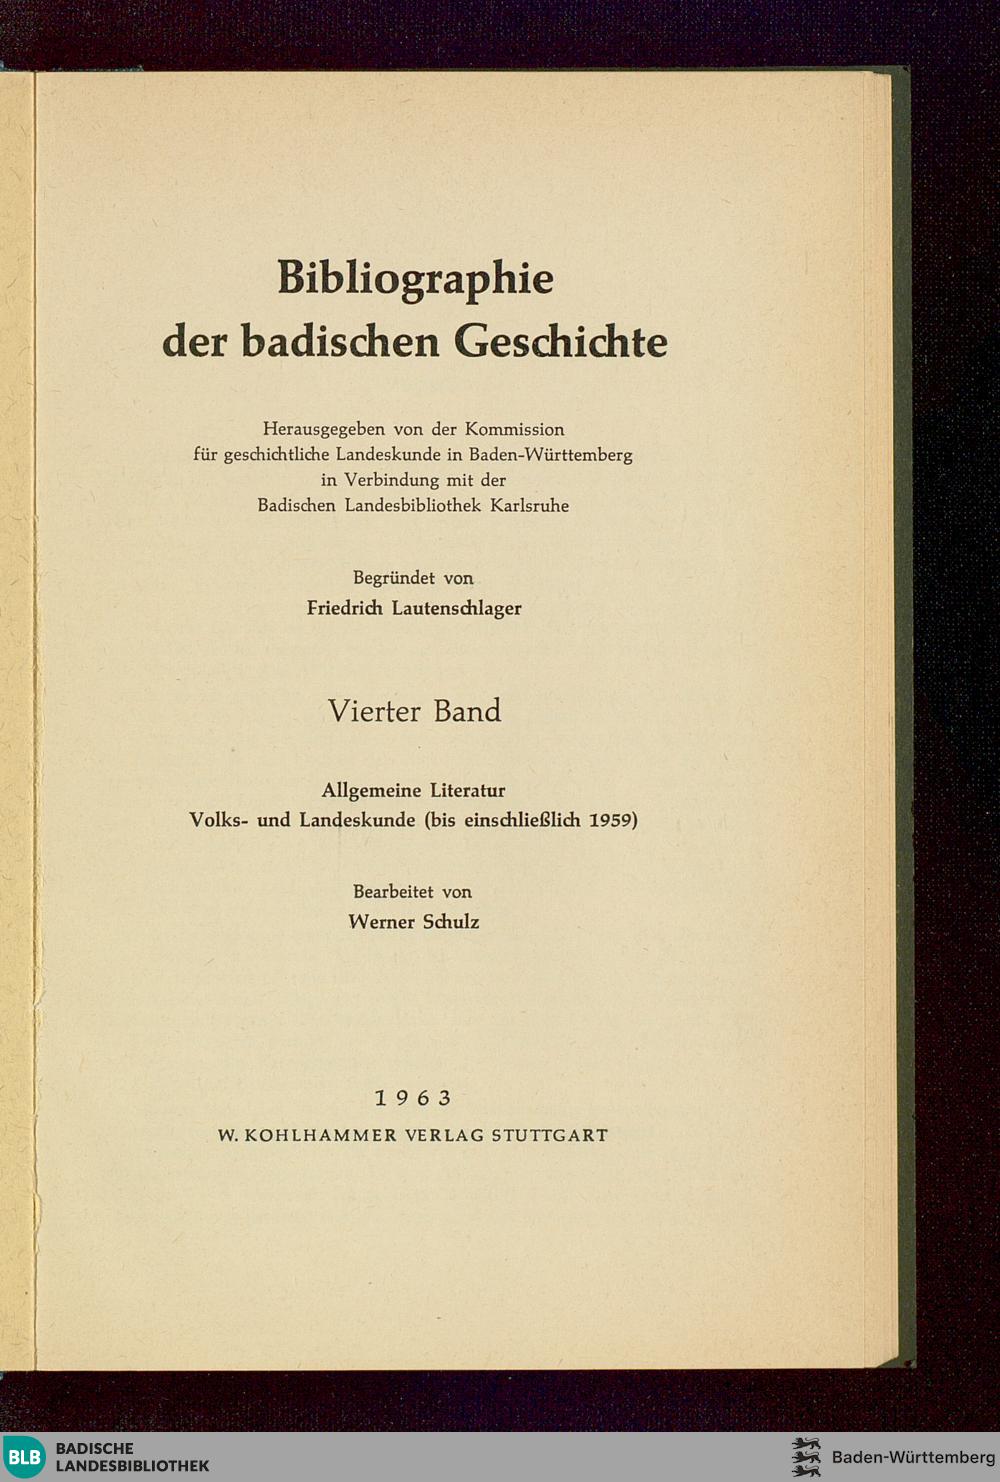 Bibliographie
der badischen Geschichte
Herausgegeben von der Kommission
für geschichtliche Landeskunde in Baden-Württemberg
in Verbindung mit der
Badischen Landesbibliothek Karlsruhe
Begründet von
Friedrich Lautenschlager
Vierter Band
Allgemeine Literatur
Volks- und Landeskunde (bis einschließlich 1959)
Bearbeitet von
Werner Schulz
1963
W. KOHLHAMMER VERLAG STUTTGART
BLB
BADISCHE
LANDESBIBLIOTHEK
Baden-Württemberg